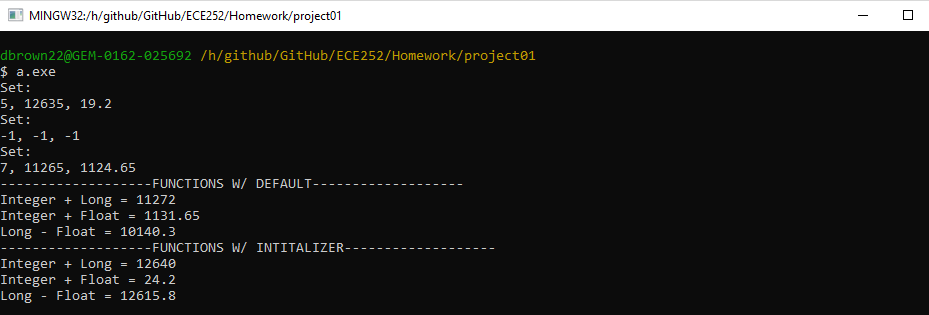 MINGW32:/h/github/GitHub/ECE252/Homework/project01
dbrown22@GEM-0162-025692 /h/github/GitHub/ECE252/Homework/project01
$ a.exe
Set:
5, 12635, 19.2
Set:
-1, -1, -1
Set:
7, 11265, 1124.65
-------------------FUNCTIONS W/ DEFAULT-------------------
Integer + Long = 11272
Integer + Float = 1131.65
Long - Float = 10140.3
-------------------FUNCTIONS W/ INTITALIZER-------------------
Integer + Long = 12640
Integer + Float = 24.2
Long - Float = 12615.8